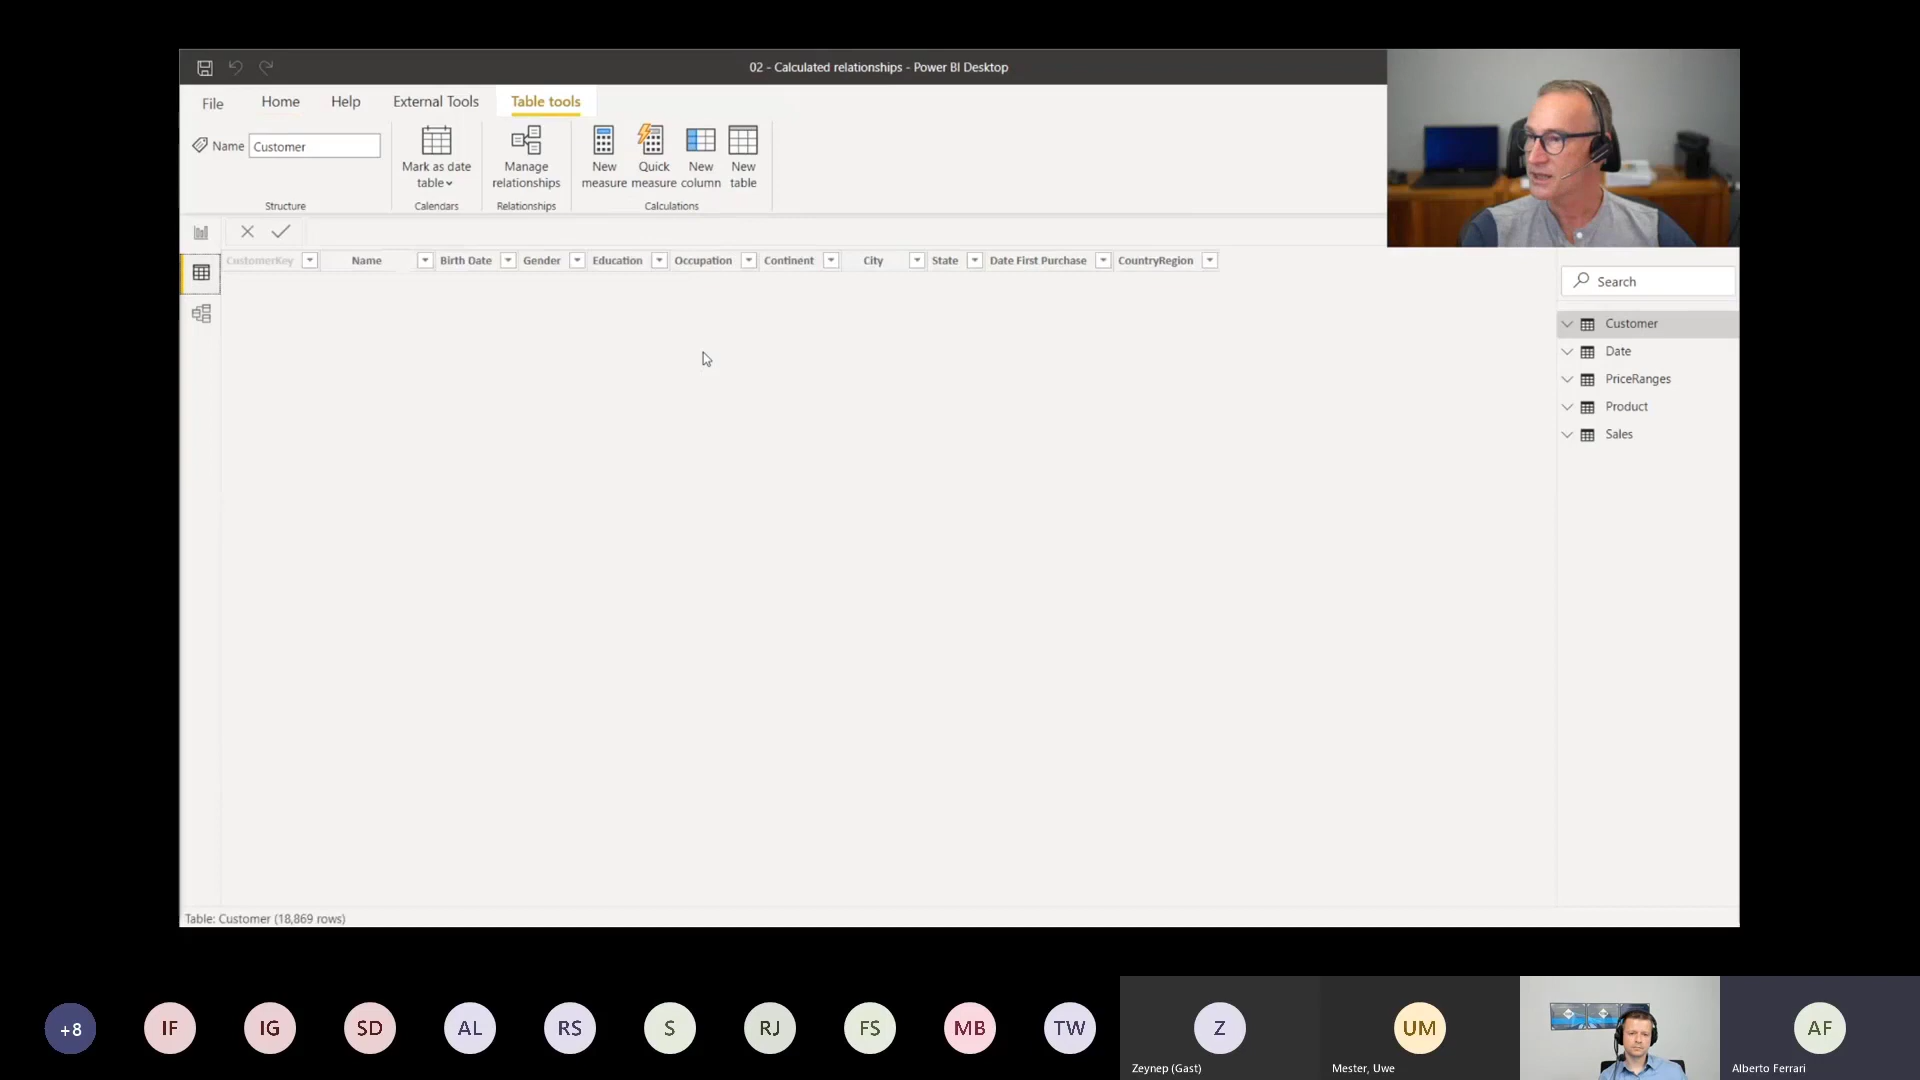 02 - Calculated relationships - Power BI Desktop
File
Home
Help
External Tools
Table tools
Name
Customer
Mark as date
table
Manage
relationships
New
measure
Quick
measure
New
column
New
table
Structure
Calendars
Relationships
Calculations
CustomerKey
Name
Birth Date
Gender
Education
Occupation
Continent
City
State
Date First Purchase
CountryRegion
Search
Customer
Date
PriceRanges
Product
Sales
Table: Customer (18,869 rows)
+8
IF
IG
SD
AL
RS
S
RJ
FS
MB
TW
Z
UM
AF
Zeynep (Gast)
Mester, Uwe
Alberto Ferrari